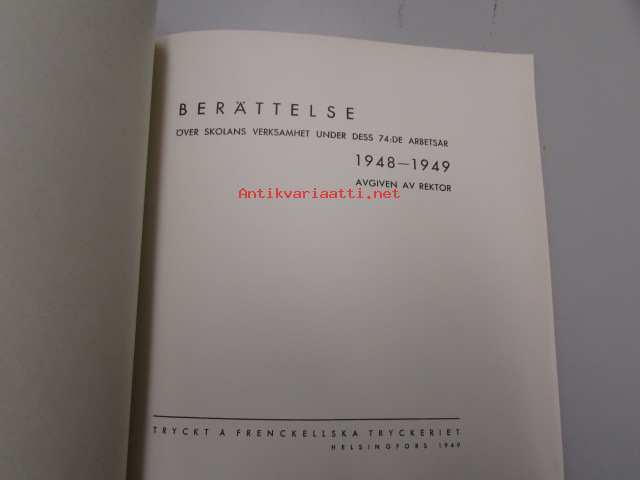 BERÄTTELSE
ÖVER SKOLANS VERKSAMHET UNDER DESS 74:DE ARBETSÅR
1948—1949
AVGIVEN AV REKTOR
Antikvariaatti.net
TRYCKT Å FRENCKELLSKA TRYCKERIET
HELSINGFORS 1949